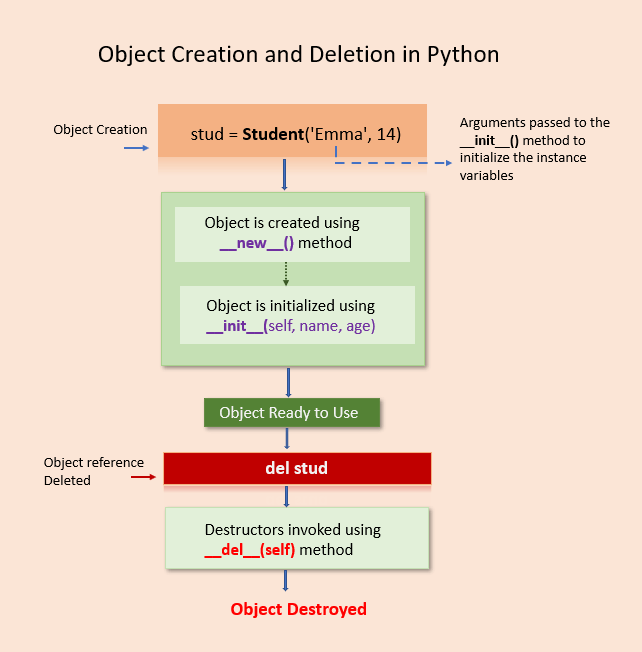 Object Creation and Deletion in Python
Object Creation
stud = Student('Emma', 14)
Arguments passed to the
__init__() method to
initialize the instance
variables
Object is created using
__new__() method
Object is initialized using
__init__(self, name, age)
Object Ready to Use
Object reference
Deleted
del stud
Destructors invoked using
__del__(self) method
Object Destroyed